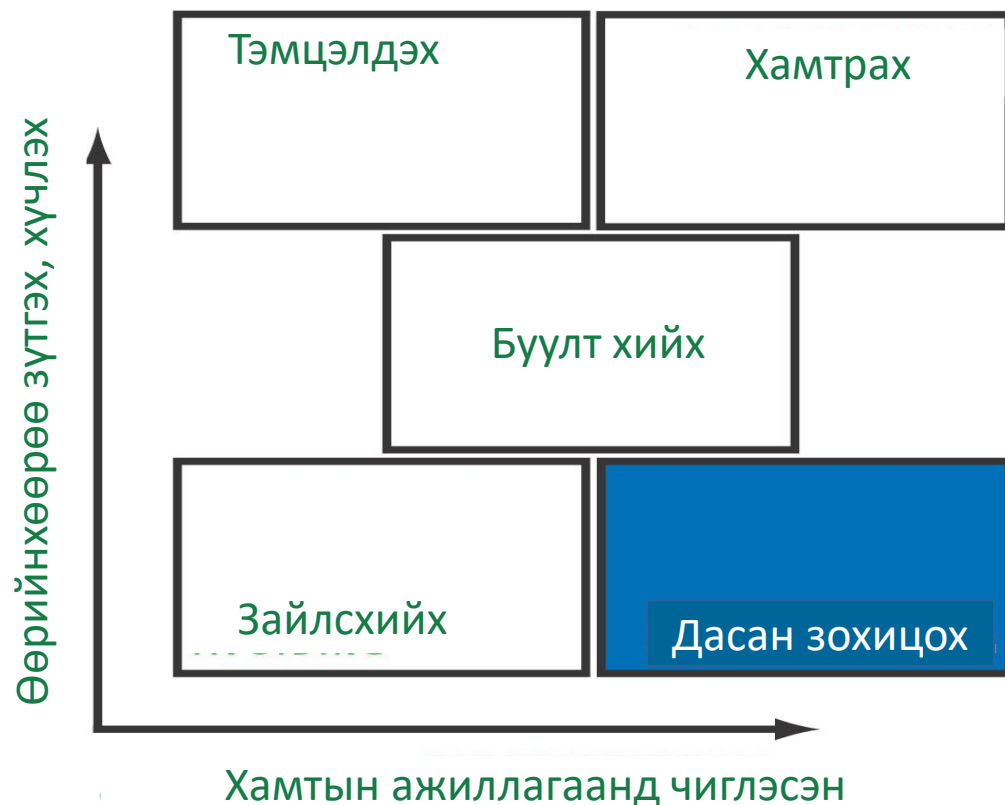 Тэмцэлдэх
Хамтрах
Өөрийнхөөрөө зүтгэх, хүчлэх
Буулт хийх
Зайлсхийх
Дасан зохицох
Хамтын ажиллагаанд чиглэсэн